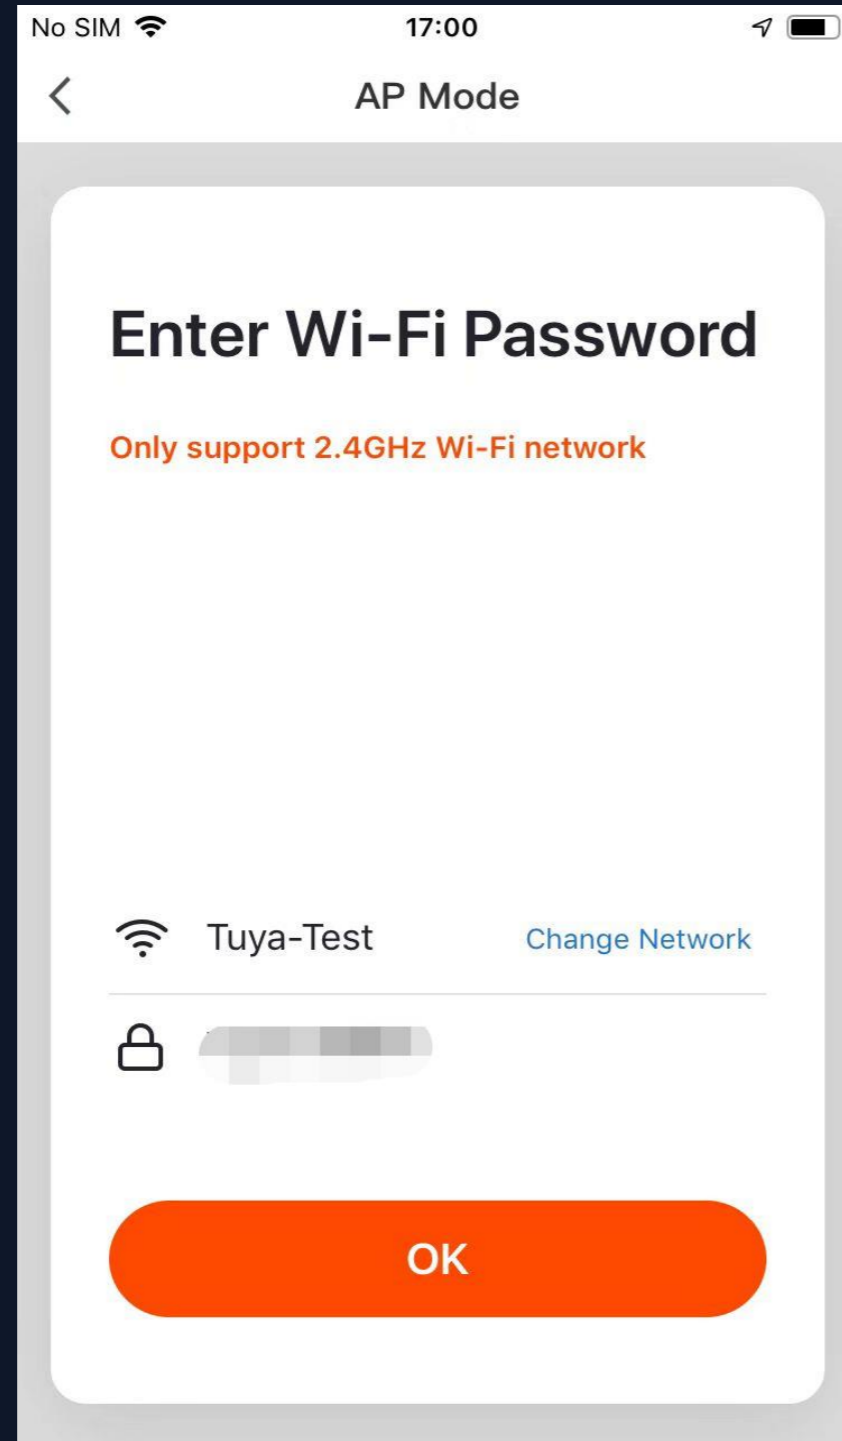 No SIM 17:00
AP Mode
Enter Wi-Fi Password
Only support 2.4GHz Wi-Fi network
Tuya-Test Change Network
OK